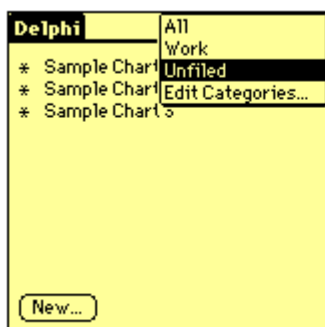 Delphi
All
Work
Unfiled
Edit Categories...
* Sample Chart
* Sample Chart
* Sample Chart 3
New...